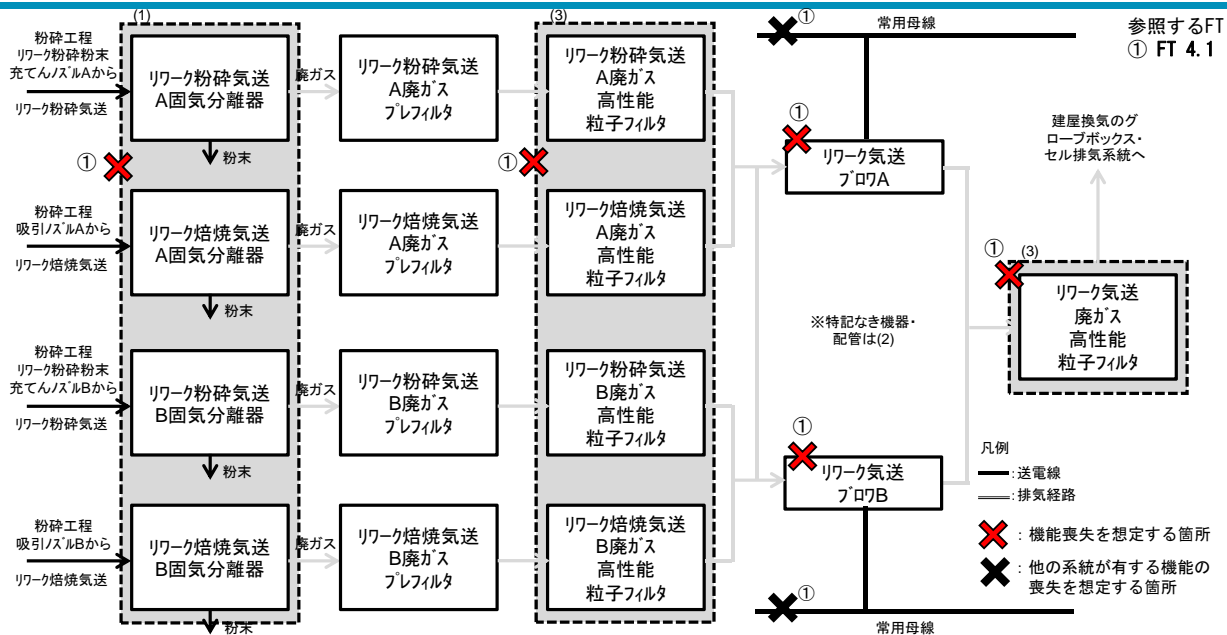 参照するFT
① FT 4.1
(1)
(3)
①
常用母線
粉砕工程
リワーク粉砕粉末
充てんノズルAから
リワーク粉砕気送
リワーク粉砕気送
A固気分離器
廃ガス
リワーク粉砕気送
A廃ガス
プレフィルタ
リワーク粉砕気送
A廃ガス
高性能
粒子フィルタ
粉末
①
①
①
リワーク気送
ブロワA
建屋換気のグ
ローブボックス・
セル排気系統へ
粉砕工程
吸引ノズルAから
リワーク焙焼気送
リワーク焙焼気送
A固気分離器
廃ガス
リワーク焙焼気送
A廃ガス
プレフィルタ
リワーク焙焼気送
A廃ガス
高性能
粒子フィルタ
粉末
①
(3)
リワーク気送
廃ガス
高性能
粒子フィルタ
※特記なき機器・
配管は(2)
粉砕工程
リワーク粉砕粉末
充てんノズルBから
リワーク粉砕気送
リワーク粉砕気送
B固気分離器
廃ガス
リワーク粉砕気送
B廃ガス
プレフィルタ
リワーク粉砕気送
B廃ガス
高性能
粒子フィルタ
粉末
①
リワーク気送
ブロワB
粉砕工程
吸引ノズルBから
リワーク焙焼気送
リワーク焙焼気送
B固気分離器
廃ガス
リワーク焙焼気送
B廃ガス
プレフィルタ
リワーク焙焼気送
B廃ガス
高性能
粒子フィルタ
粉末
①
常用母線
凡例
:送電線
:排気経路
: 機能喪失を想定する箇所
: 他の系統が有する機能の
喪失を想定する箇所